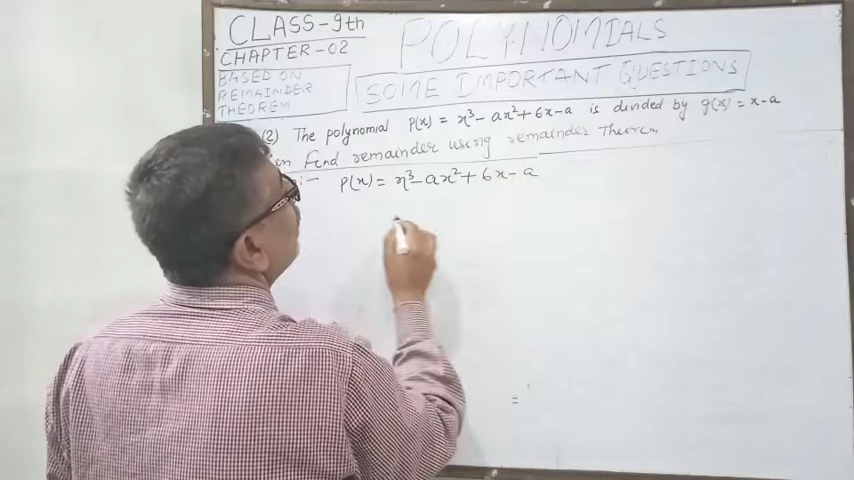 CLASS-9th
CHAPTER-02
BASED ON
REMAINDER
THEOREM
POLYNOMIALS
SOME IMPORTANT QUESTIONS
(2) The polynomial p(x) = x³-ax²+6x-a is divided by g(x) = x-a
Find remainder using remainder Theorem
:- p(x) = x³-ax²+6x-a
=